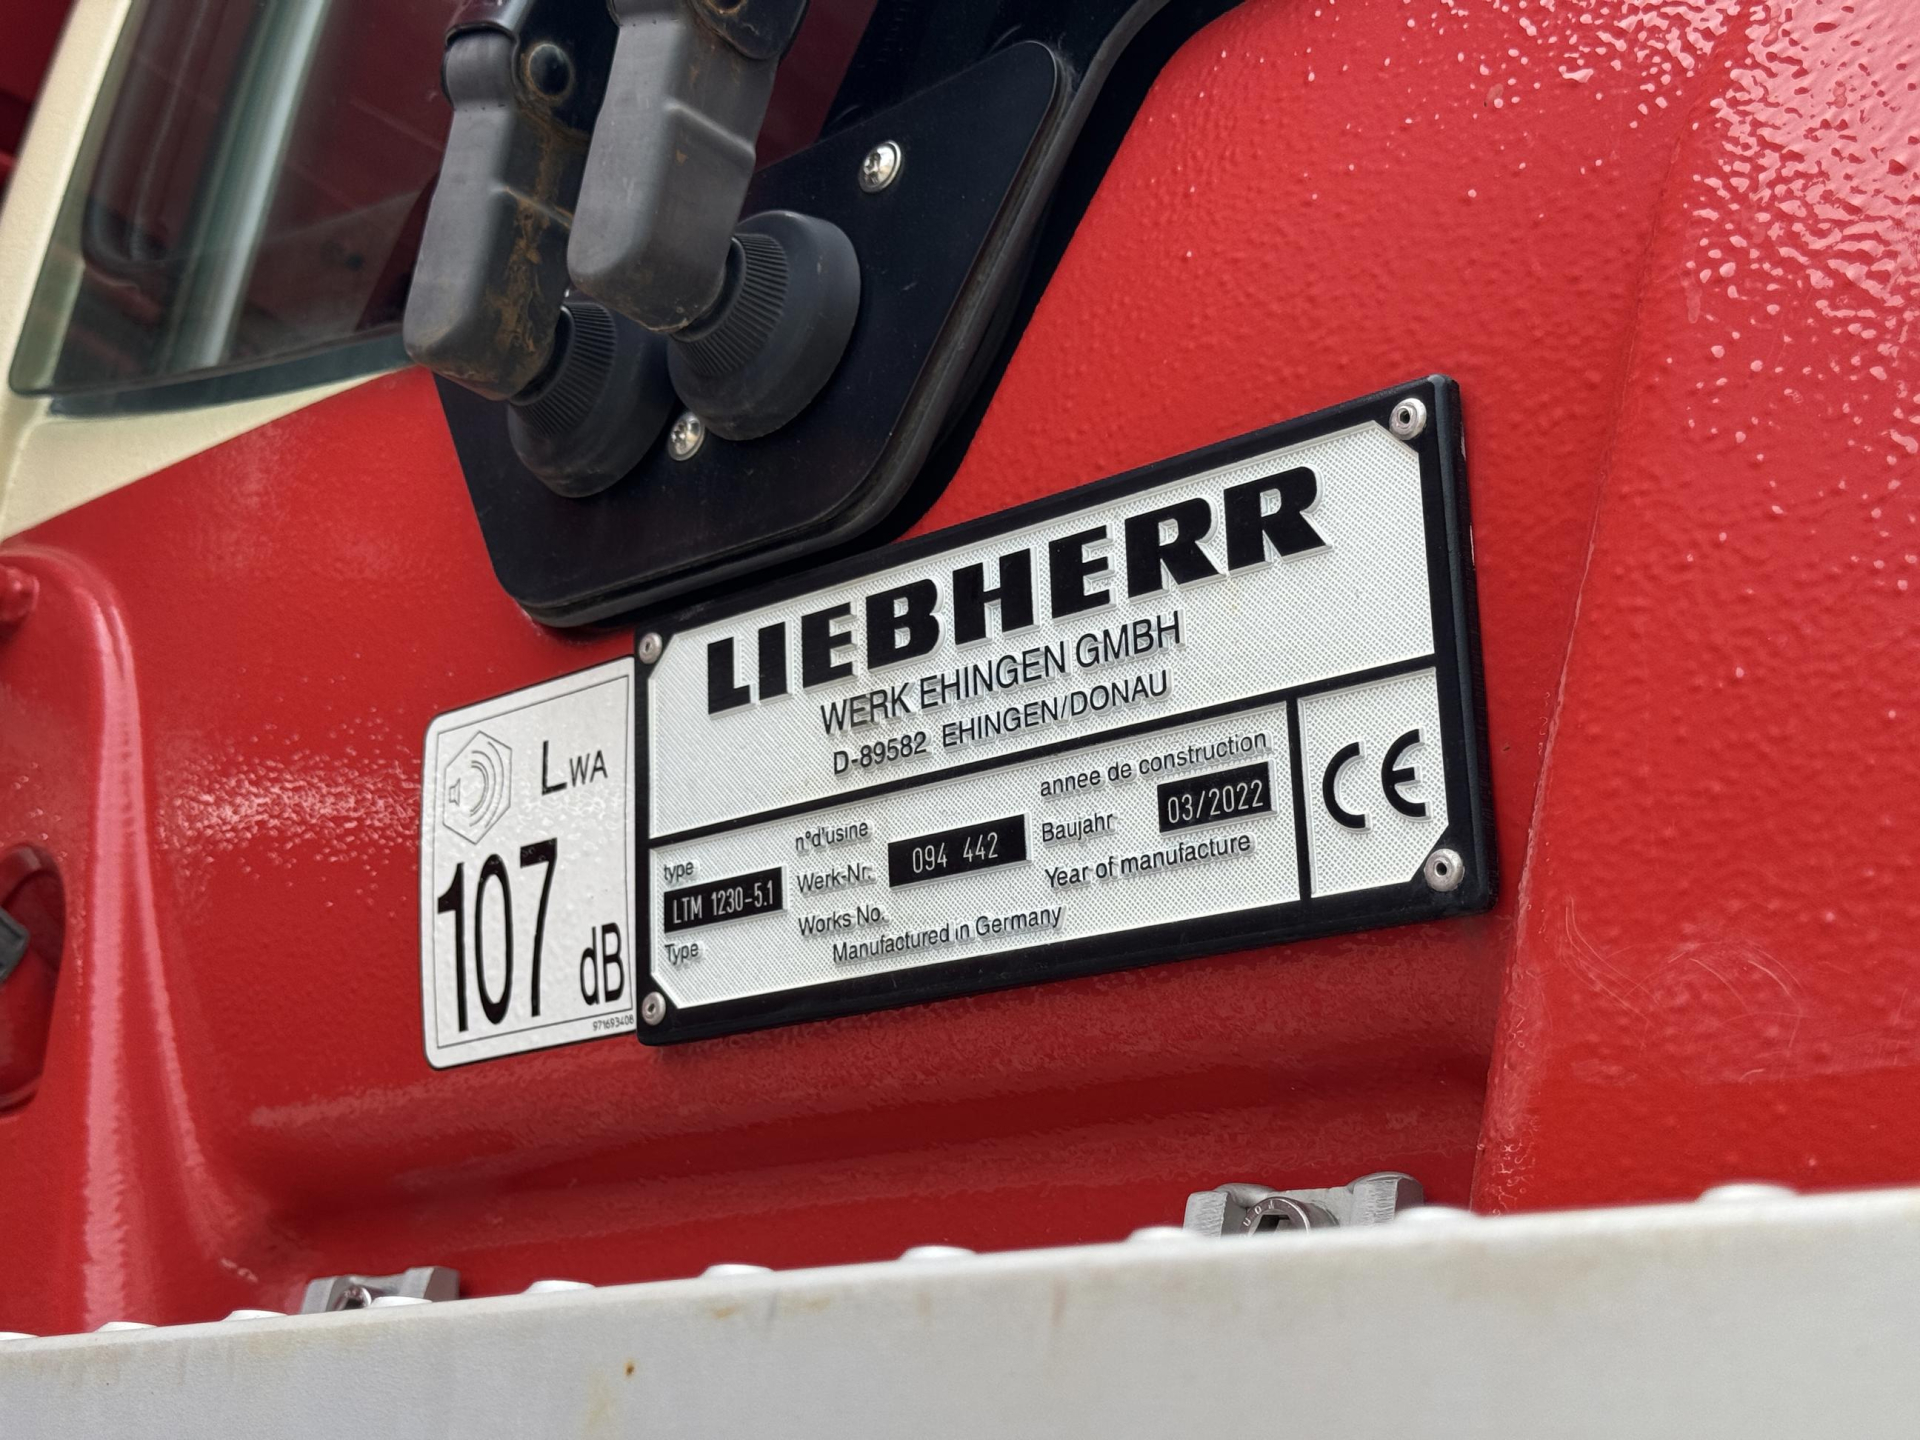 LIEBHERR
WERK EHINGEN GMBH
D-89582 EHINGEN/DONAU
type
LTM 1230-5.1
Type
n°d'usine
Werk-Nr.
Works No.
094 442
annee de construction
Baujahr
Year of manufacture
03/2022
Manufactured in Germany
CE
LWA
107
dB
971693408